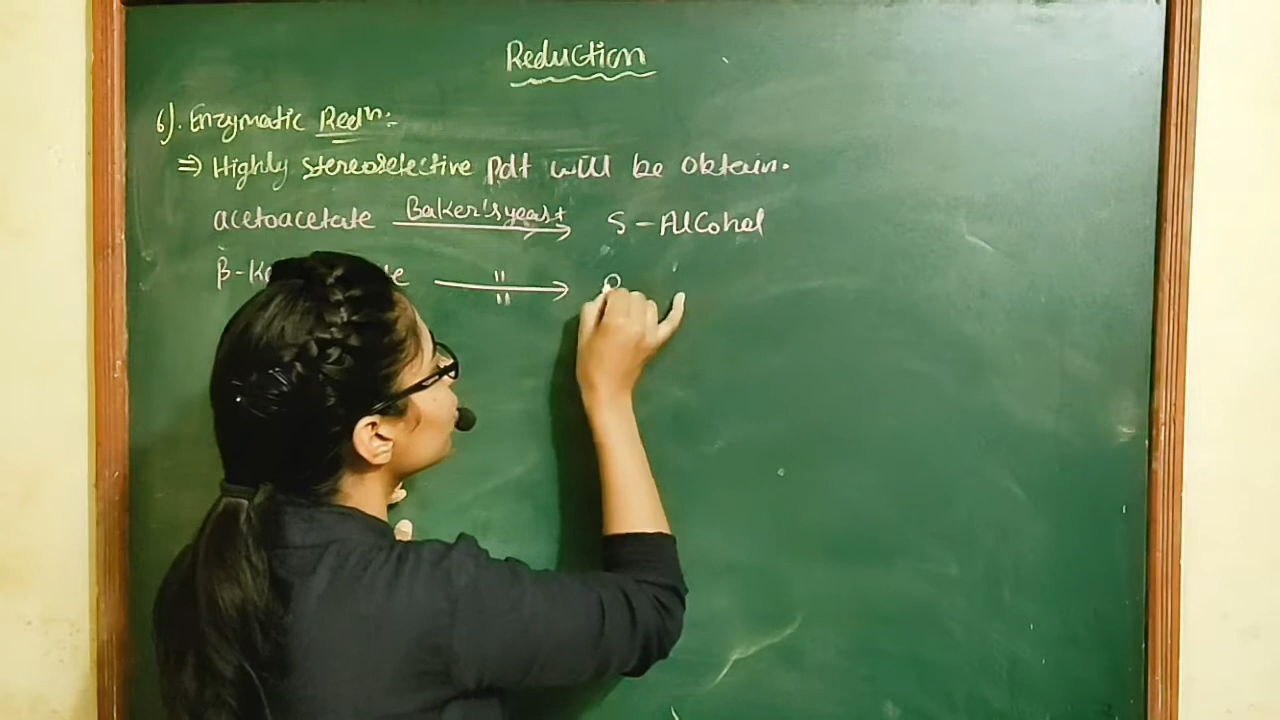 Reduction
6). Enzymatic Redⁿ:-
⇒ Highly stereoselective pdt will be obtain.
acetoacetate Baker's yeast → S - Alcohol
β- " →